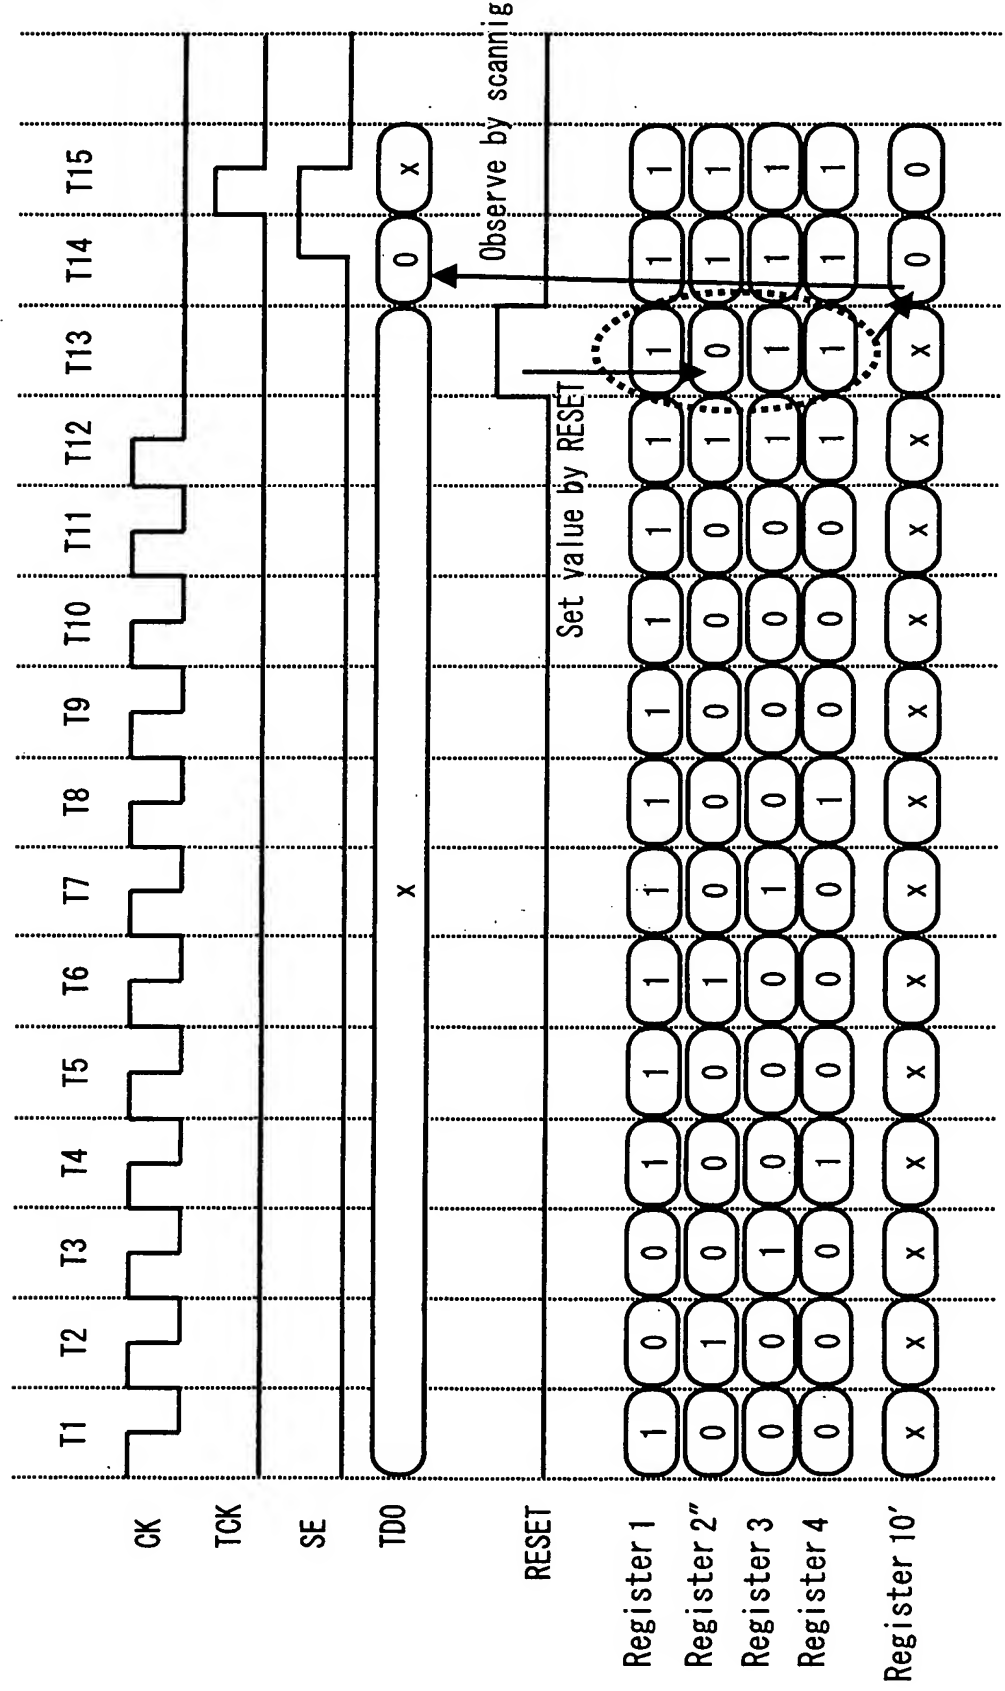 T1 T2 T3 T4 T5 T6 T7 T8 T9 T10 T11 T12 T13 T14 T15
CK
TCK
SE
TDO x 0 x
Observe by scannig
RESET
Set value by RESET
Register 1 1 0 0 1 1 1 1 1 1 1 1 1 1 1 1
Register 2″ 0 1 0 0 0 1 0 0 0 0 0 1 0 1 1
Register 3 0 0 1 0 0 0 1 0 0 0 0 1 1 1 1
Register 4 0 0 0 1 0 0 0 1 0 0 0 1 1 1 1
Register 10′ x x x x x x x x x x x x x 0 0